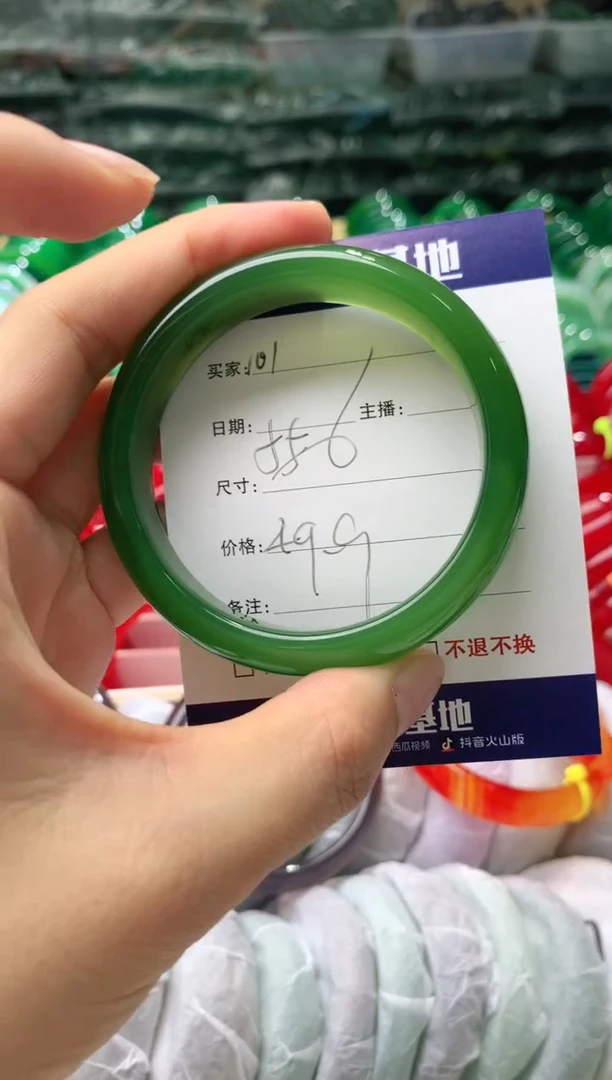 基地
买家:101
日期: 主播:
556
尺寸:
价格:499
备注:
不退不换
基地
西瓜视频 抖音火山版